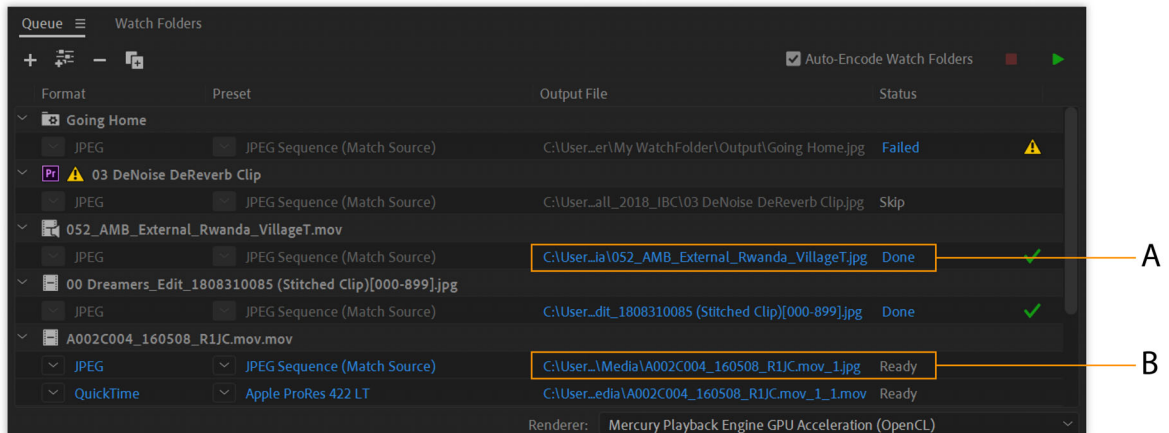 Queue Watch Folders
Auto-Encode Watch Folders
Format Preset Output File Status
Going Home
JPEG JPEG Sequence (Match Source) C:\User...er\My WatchFolder\Output\Going Home.jpg Failed
Pr 03 DeNoise DeReverb Clip
JPEG JPEG Sequence (Match Source) C:\User...all_2018_IBC\03 DeNoise DeReverb Clip.jpg Skip
052_AMB_External_Rwanda_VillageT.mov
JPEG JPEG Sequence (Match Source) C:\User...ia\052_AMB_External_Rwanda_VillageT.jpg Done A
00 Dreamers_Edit_1808310085 (Stitched Clip)[000-899].jpg
JPEG JPEG Sequence (Match Source) C:\User...dit_1808310085 (Stitched Clip)[000-899].jpg Done
A002C004_160508_R1JC.mov.mov
JPEG JPEG Sequence (Match Source) C:\User...\Media\A002C004_160508_R1JC.mov_1.jpg Ready B
QuickTime Apple ProRes 422 LT C:\User...edia\A002C004_160508_R1JC.mov_1_1.mov Ready
Renderer: Mercury Playback Engine GPU Acceleration (OpenCL)